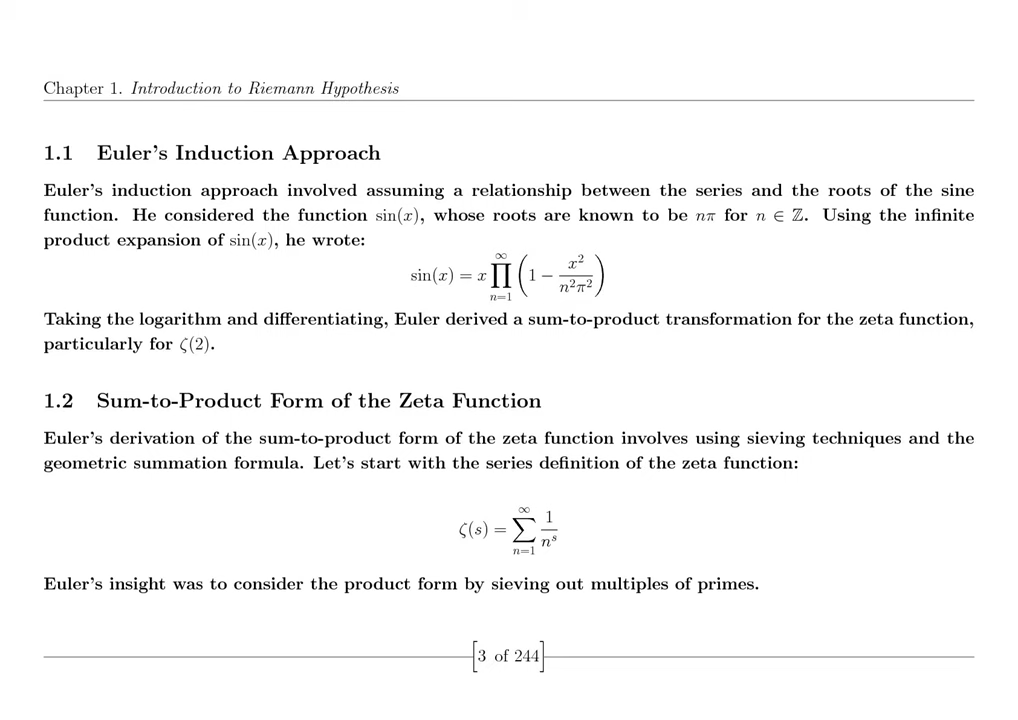 Chapter 1. Introduction to Riemann Hypothesis
1.1 Euler's Induction Approach
Euler's induction approach involved assuming a relationship between the series and the roots of the sine
function. He considered the function sin(x), whose roots are known to be nπ for n ∈ ℤ. Using the infinite
product expansion of sin(x), he wrote:
sin(x) = x ∏_{n=1}^{∞} (1 − x²/(n²π²))
Taking the logarithm and differentiating, Euler derived a sum-to-product transformation for the zeta function,
particularly for ζ(2).
1.2 Sum-to-Product Form of the Zeta Function
Euler's derivation of the sum-to-product form of the zeta function involves using sieving techniques and the
geometric summation formula. Let's start with the series definition of the zeta function:
ζ(s) = ∑_{n=1}^{∞} 1/n^s
Euler's insight was to consider the product form by sieving out multiples of primes.
[3 of 244]